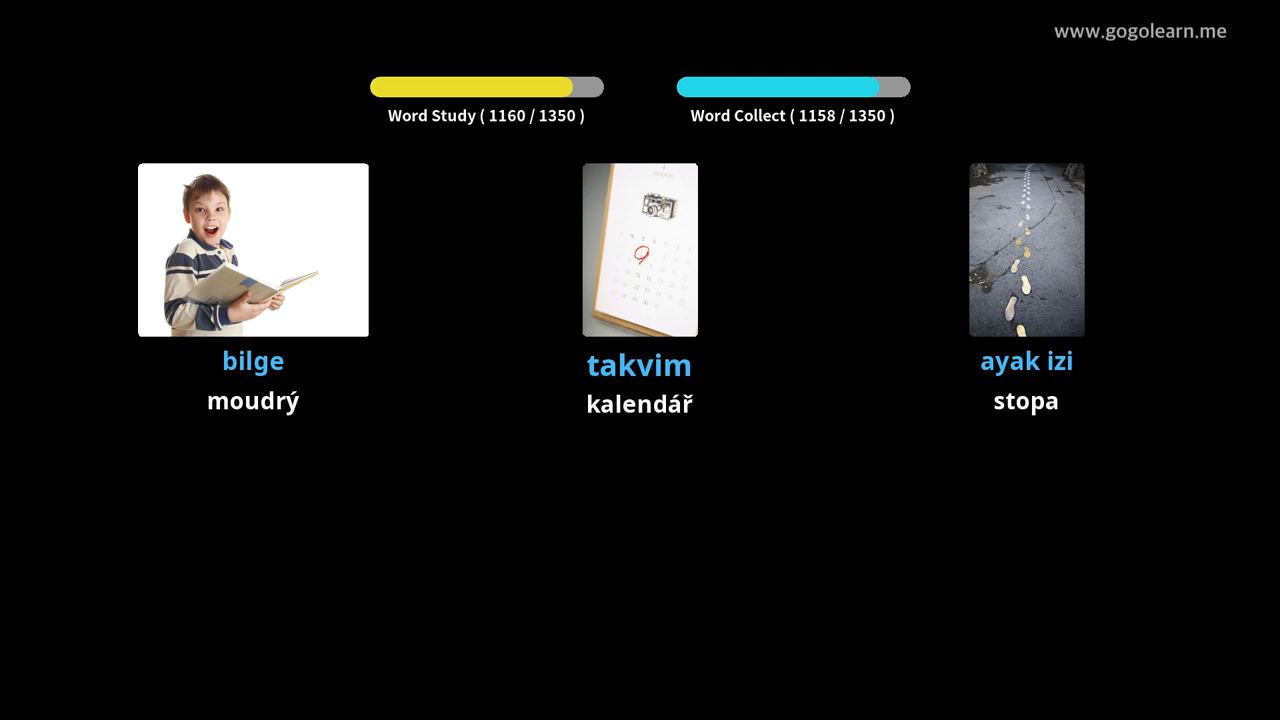 www.gogolearn.me
Word Study ( 1160 / 1350 )
Word Collect ( 1158 / 1350 )
bilge
moudrý
takvim
kalendář
ayak izi
stopa